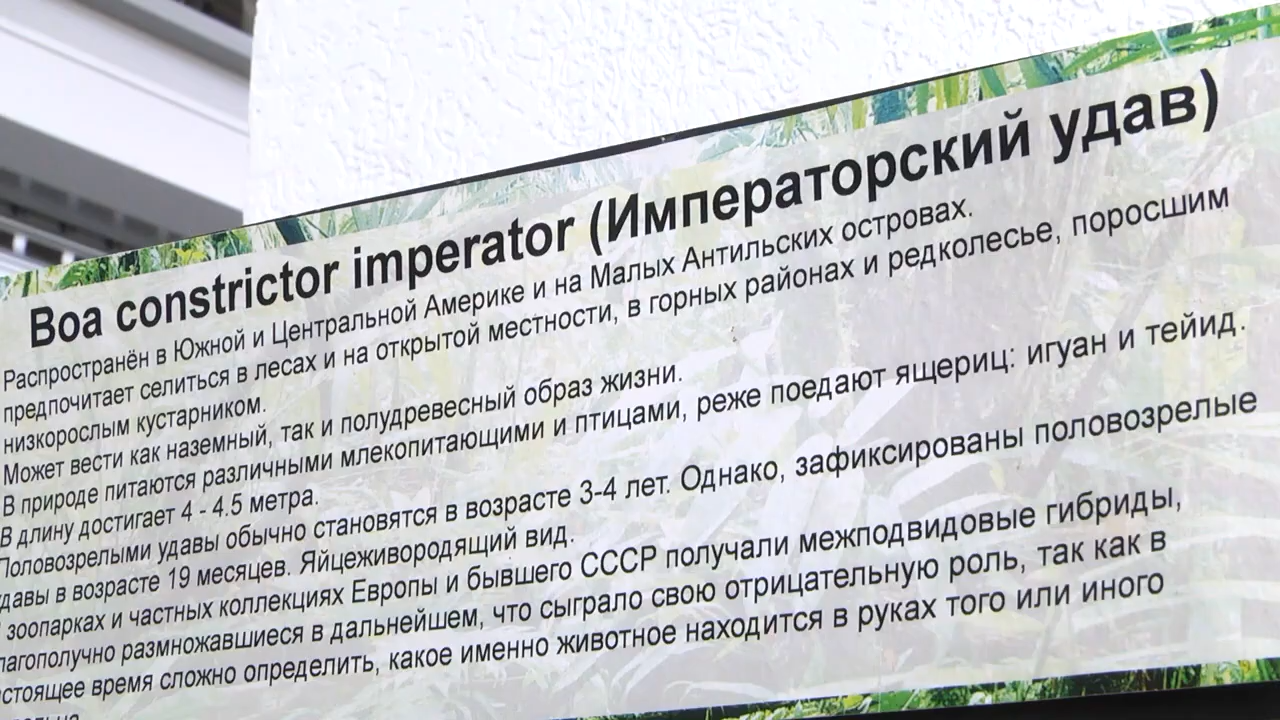 Boa constrictor imperator (Императорский удав)
Распространён в Южной и Центральной Америке и на Малых Антильских островах.
предпочитает селиться в лесах и на открытой местности, в горных районах и редколесье, поросшим
низкорослым кустарником.
Может вести как наземный, так и полудревесный образ жизни.
В природе питаются различными млекопитающими и птицами, реже поедают ящериц: игуан и тейид.
В длину достигает 4 - 4.5 метра.
Половозрелыми удавы обычно становятся в возрасте 3-4 лет. Однако, зафиксированы половозрелые
удавы в возрасте 19 месяцев. Яйцеживородящий вид.
зоопарках и частных коллекциях Европы и бывшего СССР получали межподвидовые гибриды,
лагополучно размножавшиеся в дальнейшем, что сыграло свою отрицательную роль, так как в
стоящее время сложно определить, какое именно животное находится в руках того или иного